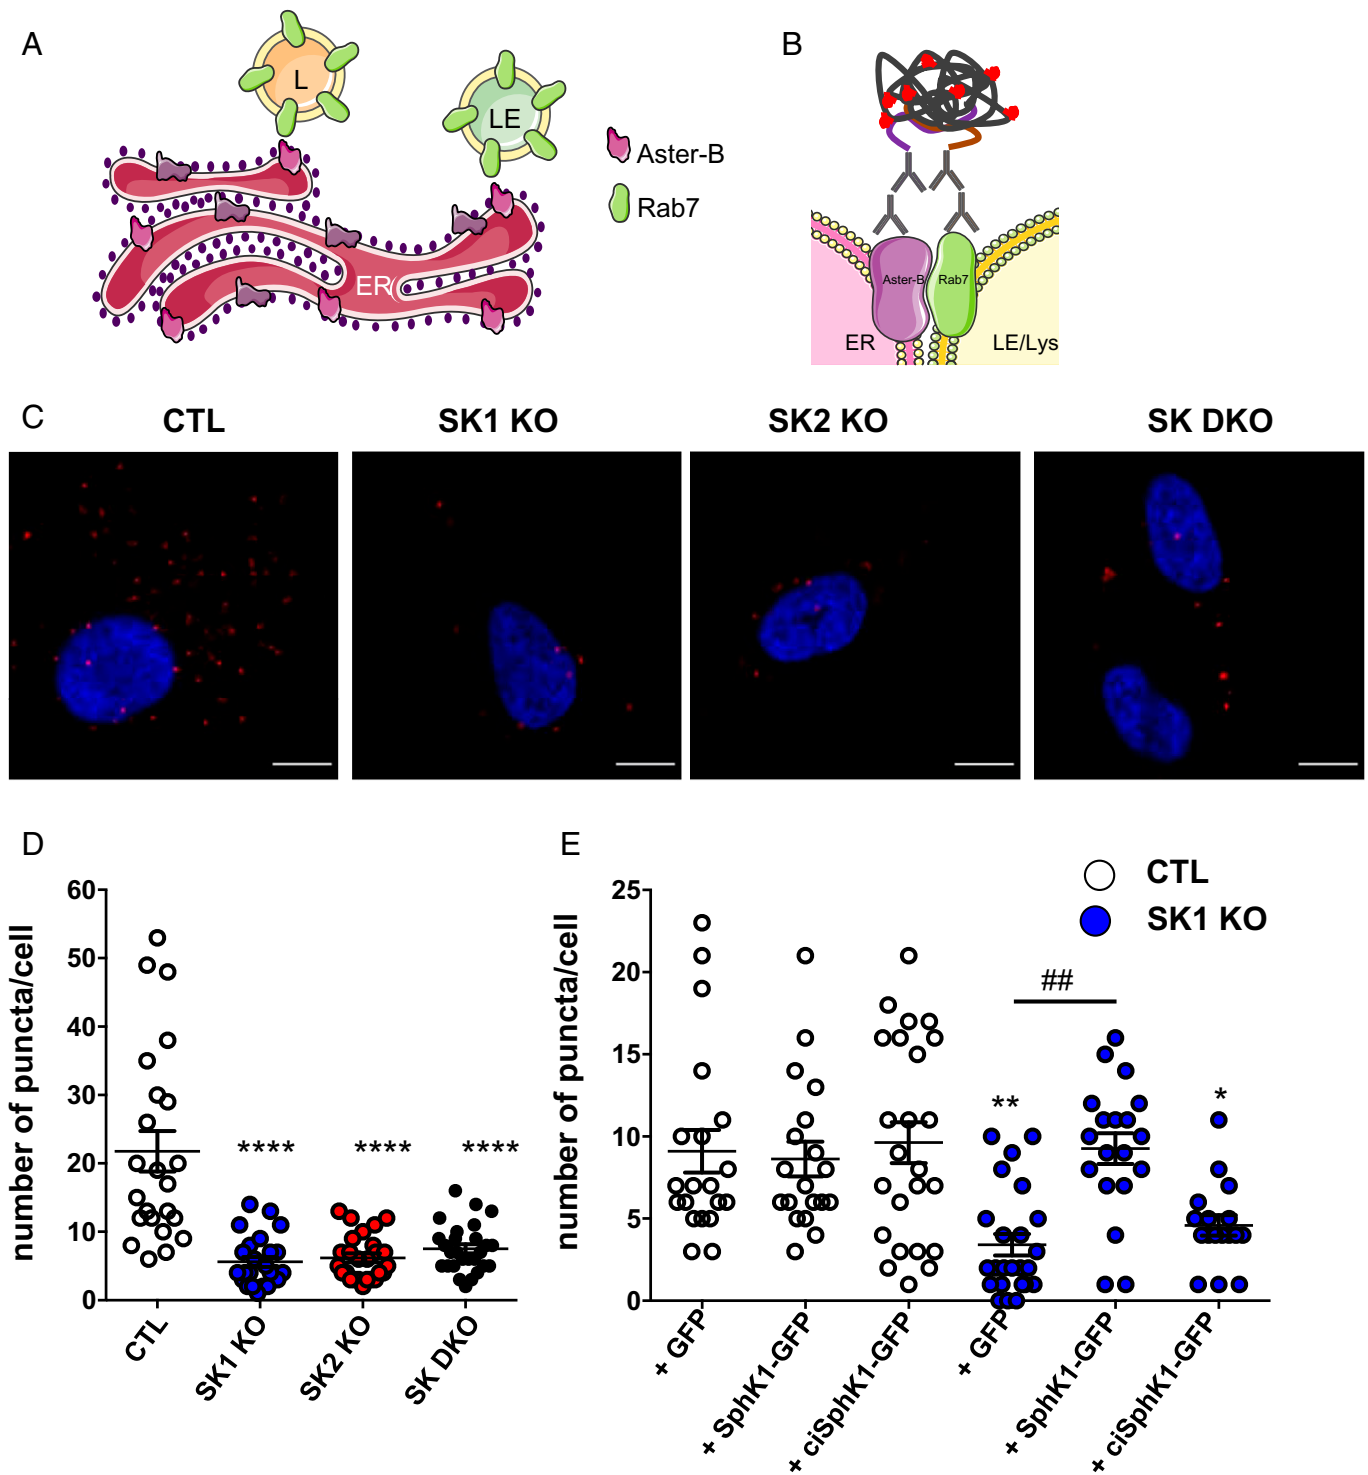 A
L
LE
Aster-B
Rab7
ER
B
Aster-B
Rab7
ER
LE/Lys
C
CTL
SK1 KO
SK2 KO
SK DKO
D
number of puncta/cell
60
50
40
30
20
10
0
****
****
****
CTL
SK1 KO
SK2 KO
SK DKO
E
CTL
SK1 KO
number of puncta/cell
25
20
15
10
5
0
##
**
*
+ GFP
+ SphK1-GFP
+ ciSphK1-GFP
+ GFP
+ SphK1-GFP
+ ciSphK1-GFP